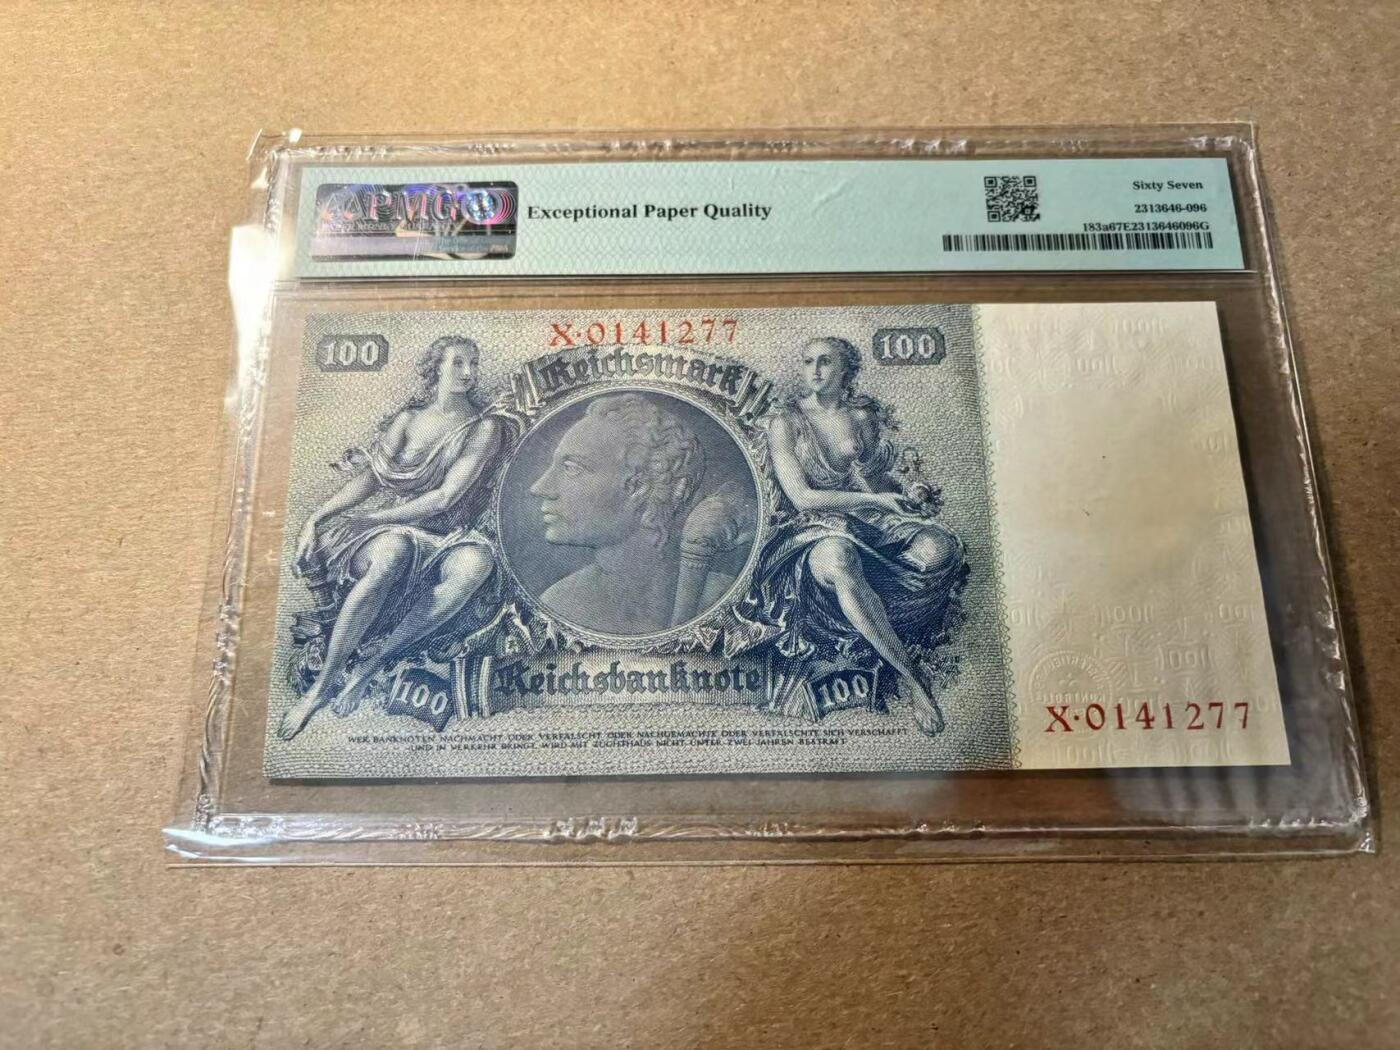 PMG
Exceptional Paper Quality
Sixty Seven
2313646-096
183a67E2313646096G
100
X·0141277
100
Reichsmark
100
Reichsbanknote
100
WER BANKNOTEN NACHMACHT ODER VERFÄLSCHT ODER NACHGEMACHTE ODER VERFÄLSCHTE SICH VERSCHAFFT
UND IN VERKEHR BRINGT, WIRD MIT ZUCHTHAUS NICHT UNTER ZWEI JAHREN BESTRAFT
X·0141277